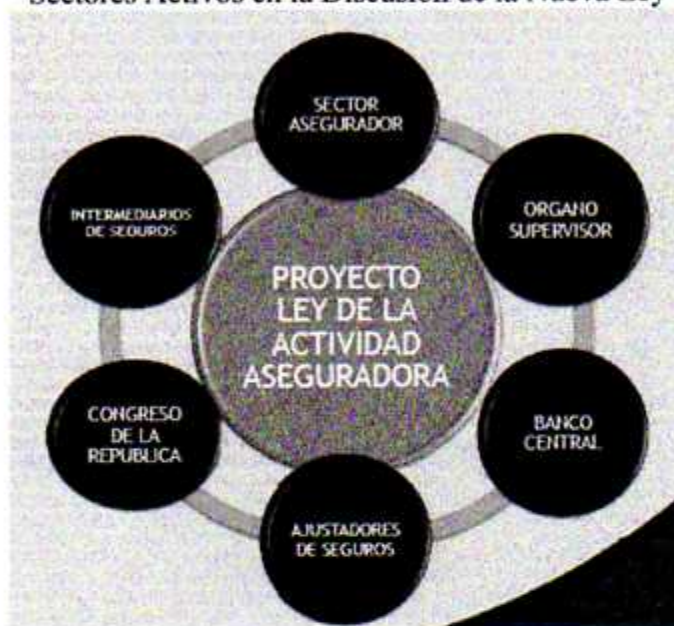 Sectores Activos en la Discusión de la Nueva Ley
SECTOR
ASEGURADOR
INTERMEDIARIOS
DE SEGUROS
ORGANO
SUPERVISOR
PROYECTO
LEY DE LA
ACTIVIDAD
ASEGURADORA
CONGRESO
DE LA
REPUBLICA
BANCO
CENTRAL
AJUSTADORES
DE SEGUROS